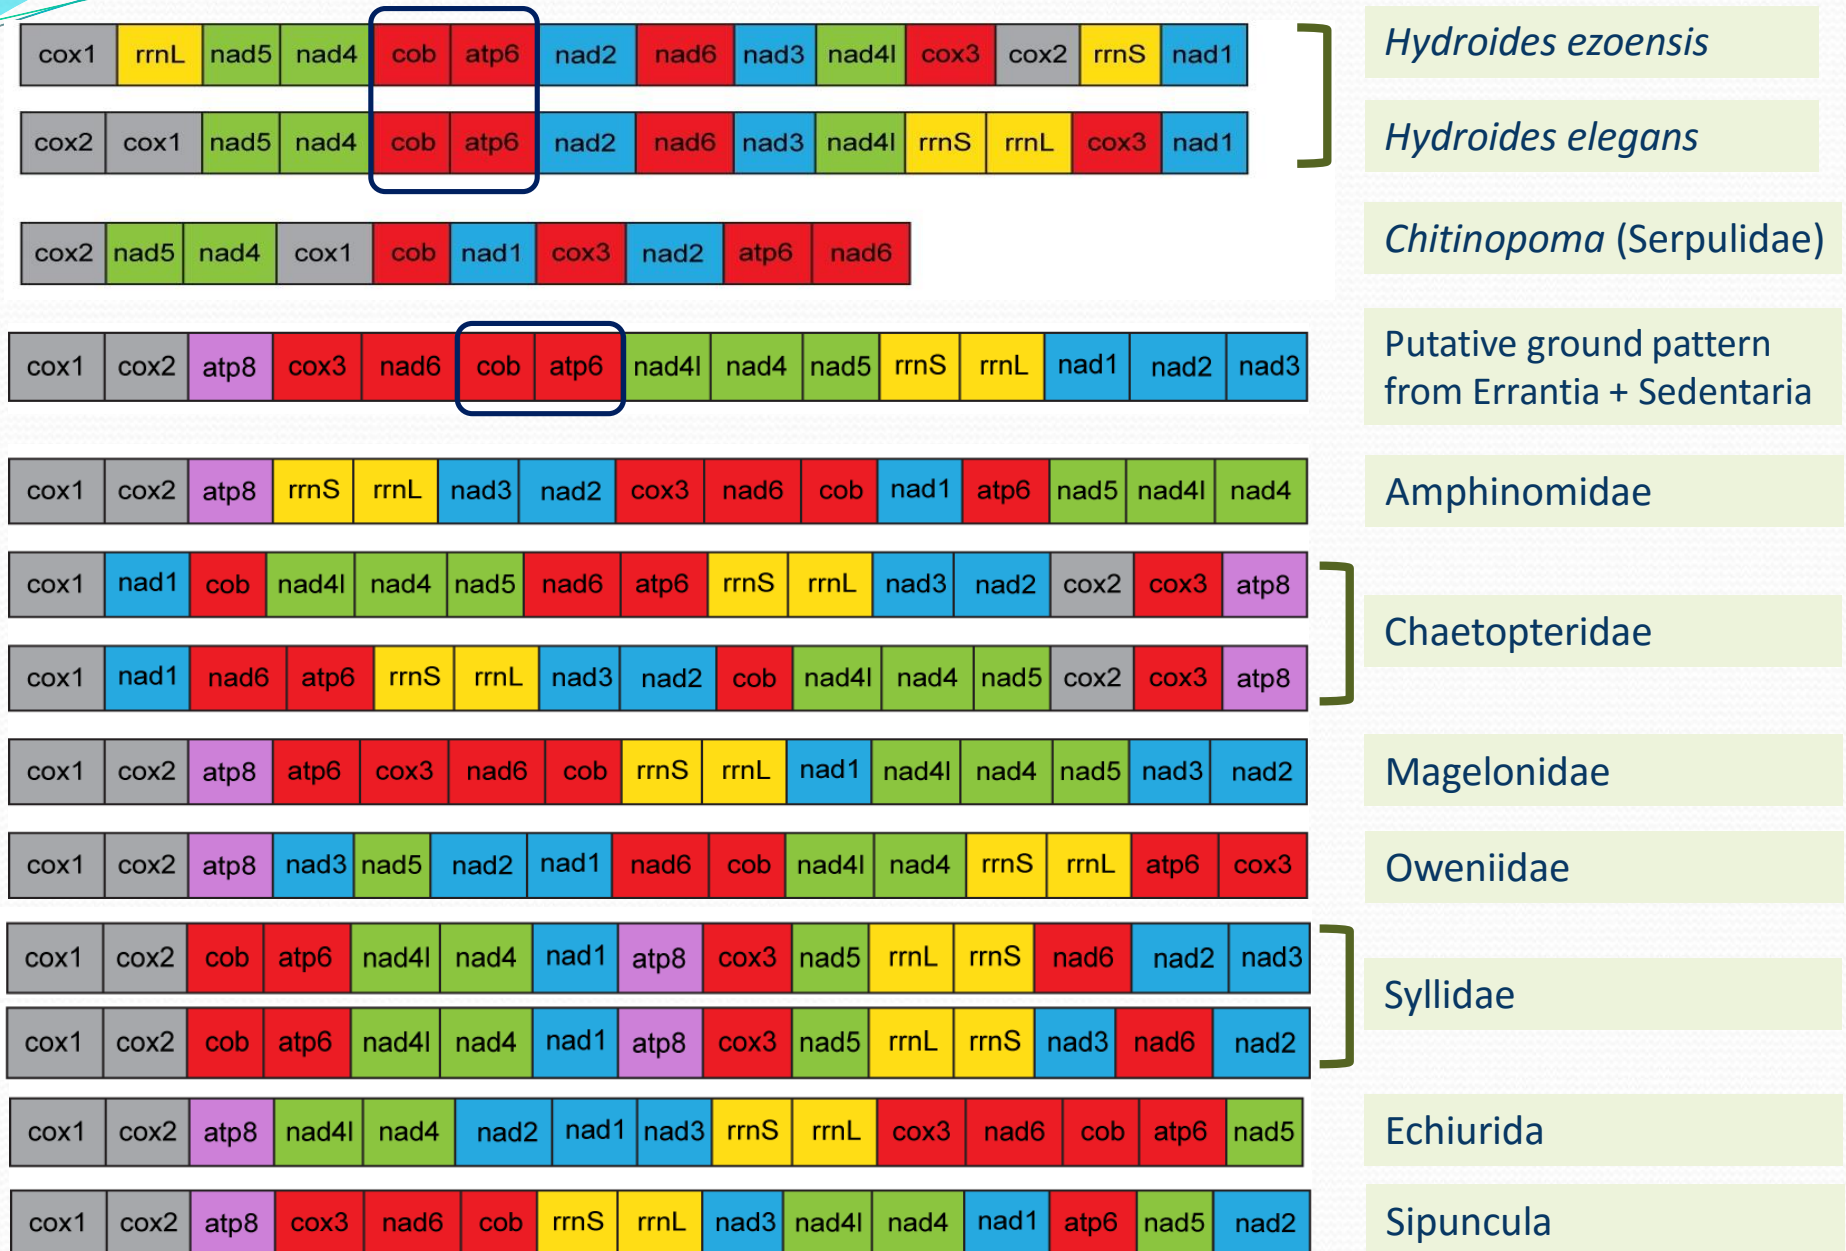 cox1 rrnL nad5 nad4 cob atp6 nad2 nad6 nad3 nad4l cox3 cox2 rrnS nad1
Hydroides ezoensis
cox2 cox1 nad5 nad4 cob atp6 nad2 nad6 nad3 nad4l rrnS rrnL cox3 nad1
Hydroides elegans
cox2 nad5 nad4 cox1 cob nad1 cox3 nad2 atp6 nad6
Chitinopoma (Serpulidae)
cox1 cox2 atp8 cox3 nad6 cob atp6 nad4l nad4 nad5 rrnS rrnL nad1 nad2 nad3
Putative ground pattern
from Errantia + Sedentaria
cox1 cox2 atp8 rrnS rrnL nad3 nad2 cox3 nad6 cob nad1 atp6 nad5 nad4l nad4
Amphinomidae
cox1 nad1 cob nad4l nad4 nad5 nad6 atp6 rrnS rrnL nad3 nad2 cox2 cox3 atp8
cox1 nad1 nad6 atp6 rrnS rrnL nad3 nad2 cob nad4l nad4 nad5 cox2 cox3 atp8
Chaetopteridae
cox1 cox2 atp8 atp6 cox3 nad6 cob rrnS rrnL nad1 nad4l nad4 nad5 nad3 nad2
Magelonidae
cox1 cox2 atp8 nad3 nad5 nad2 nad1 nad6 cob nad4l nad4 rrnS rrnL atp6 cox3
Oweniidae
cox1 cox2 cob atp6 nad4l nad4 nad1 atp8 cox3 nad5 rrnL rrnS nad6 nad2 nad3
cox1 cox2 cob atp6 nad4l nad4 nad1 atp8 cox3 nad5 rrnL rrnS nad3 nad6 nad2
Syllidae
cox1 cox2 atp8 nad4l nad4 nad2 nad1 nad3 rrnS rrnL cox3 nad6 cob atp6 nad5
Echiurida
cox1 cox2 atp8 cox3 nad6 cob rrnS rrnL nad3 nad4l nad4 nad1 atp6 nad5 nad2
Sipuncula